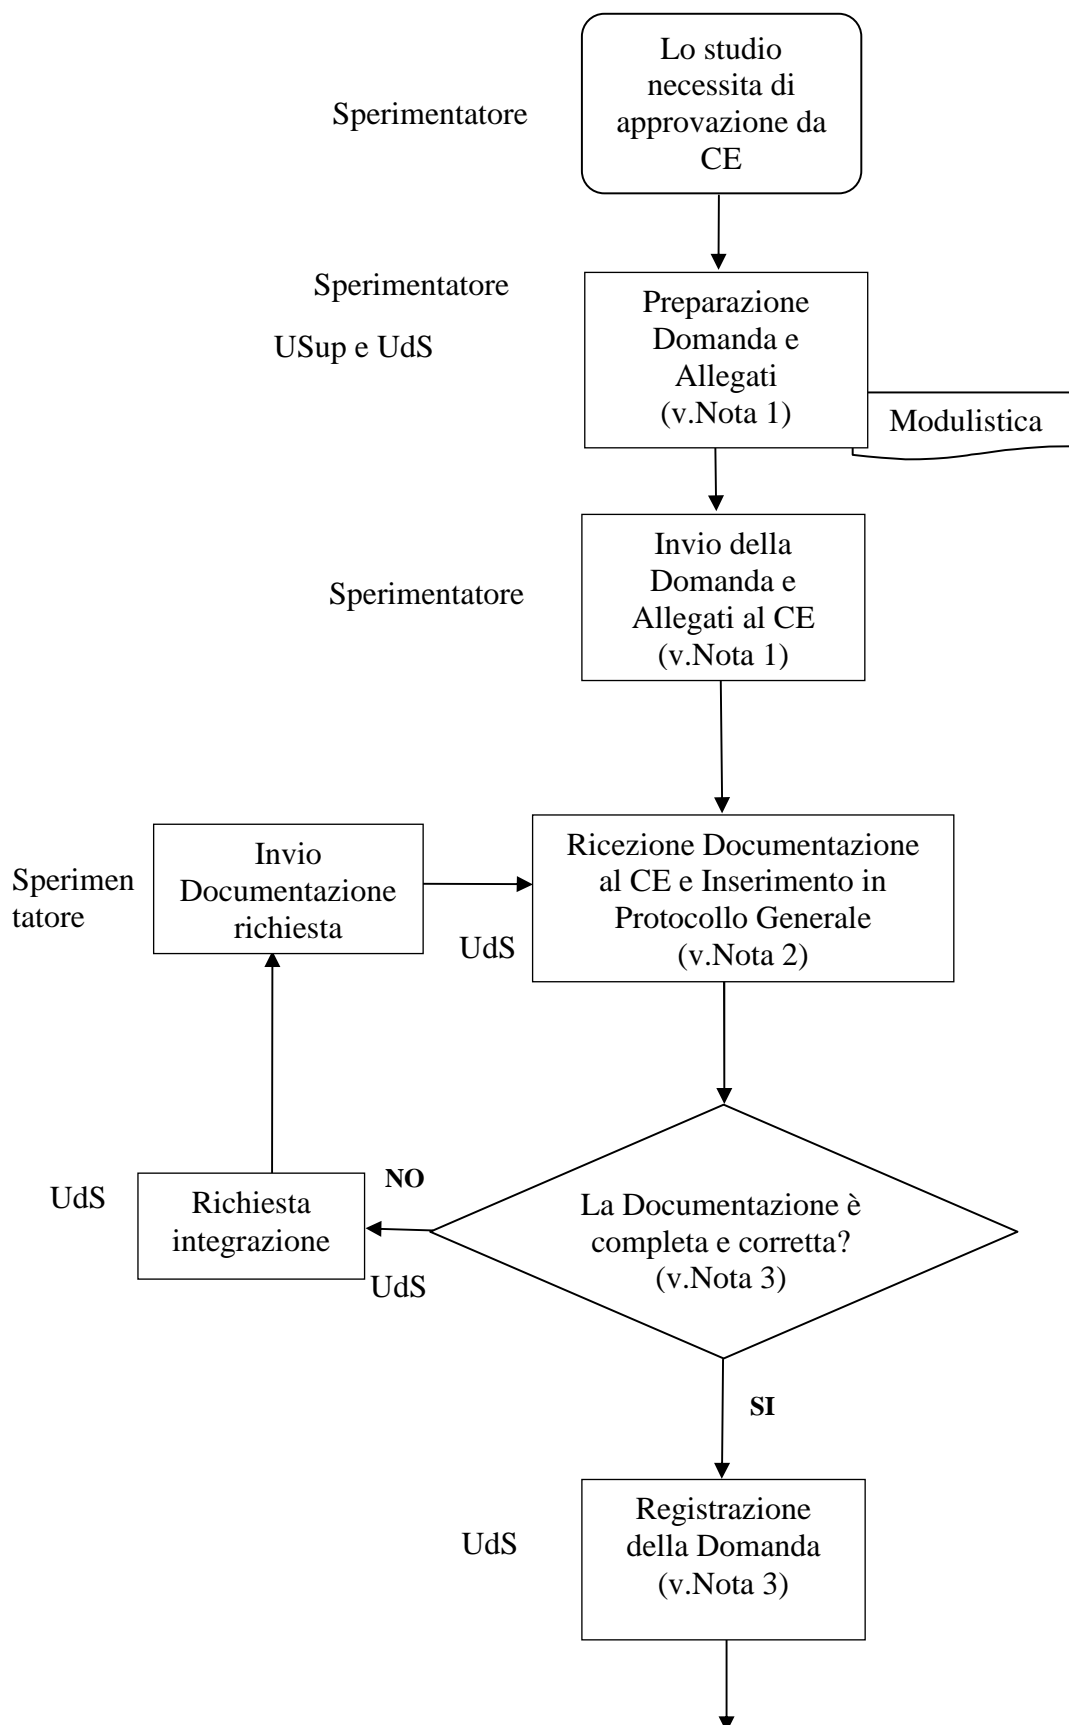 Lo studio
necessita di
approvazione da
CE
Sperimentatore
Sperimentatore
USup e UdS
Preparazione
Domanda e
Allegati
(v.Nota 1)
Modulistica
Invio della
Domanda e
Allegati al CE
(v.Nota 1)
Sperimentatore
Sperimen
tatore
Invio
Documentazione
richiesta
UdS
Ricezione Documentazione
al CE e Inserimento in
Protocollo Generale
(v.Nota 2)
UdS
Richiesta
integrazione
NO
UdS
La Documentazione è
completa e corretta?
(v.Nota 3)
SI
UdS
Registrazione
della Domanda
(v.Nota 3)